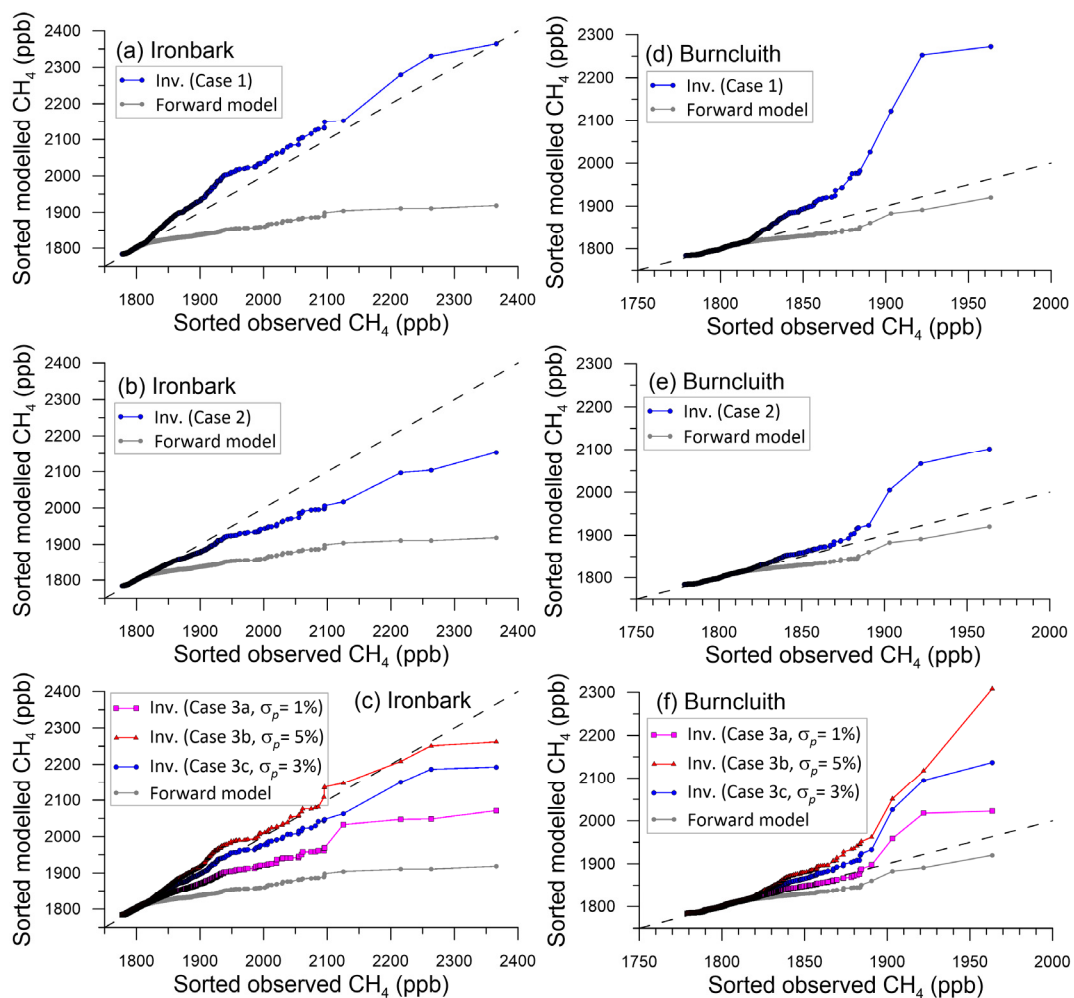 (a) Ironbark
Inv. (Case 1)
Forward model
Sorted modelled CH₄ (ppb)
2400
2300
2200
2100
2000
1900
1800
1800 1900 2000 2100 2200 2300 2400
Sorted observed CH₄ (ppb)
(d) Burncluith
Inv. (Case 1)
Forward model
Sorted modelled CH₄ (ppb)
2300
2200
2100
2000
1900
1800
1750 1800 1850 1900 1950 2000
Sorted observed CH₄ (ppb)
(b) Ironbark
Inv. (Case 2)
Forward model
Sorted modelled CH₄ (ppb)
2400
2300
2200
2100
2000
1900
1800
1800 1900 2000 2100 2200 2300 2400
Sorted observed CH₄ (ppb)
(e) Burncluith
Inv. (Case 2)
Forward model
Sorted modelled CH₄ (ppb)
2300
2200
2100
2000
1900
1800
1750 1800 1850 1900 1950 2000
Sorted observed CH₄ (ppb)
(c) Ironbark
Inv. (Case 3a, σₚ= 1%)
Inv. (Case 3b, σₚ= 5%)
Inv. (Case 3c, σₚ= 3%)
Forward model
Sorted modelled CH₄ (ppb)
2400
2300
2200
2100
2000
1900
1800
1800 1900 2000 2100 2200 2300 2400
Sorted observed CH₄ (ppb)
(f) Burncluith
Inv. (Case 3a, σₚ= 1%)
Inv. (Case 3b, σₚ= 5%)
Inv. (Case 3c, σₚ= 3%)
Forward model
Sorted modelled CH₄ (ppb)
2300
2200
2100
2000
1900
1800
1750 1800 1850 1900 1950 2000
Sorted observed CH₄ (ppb)